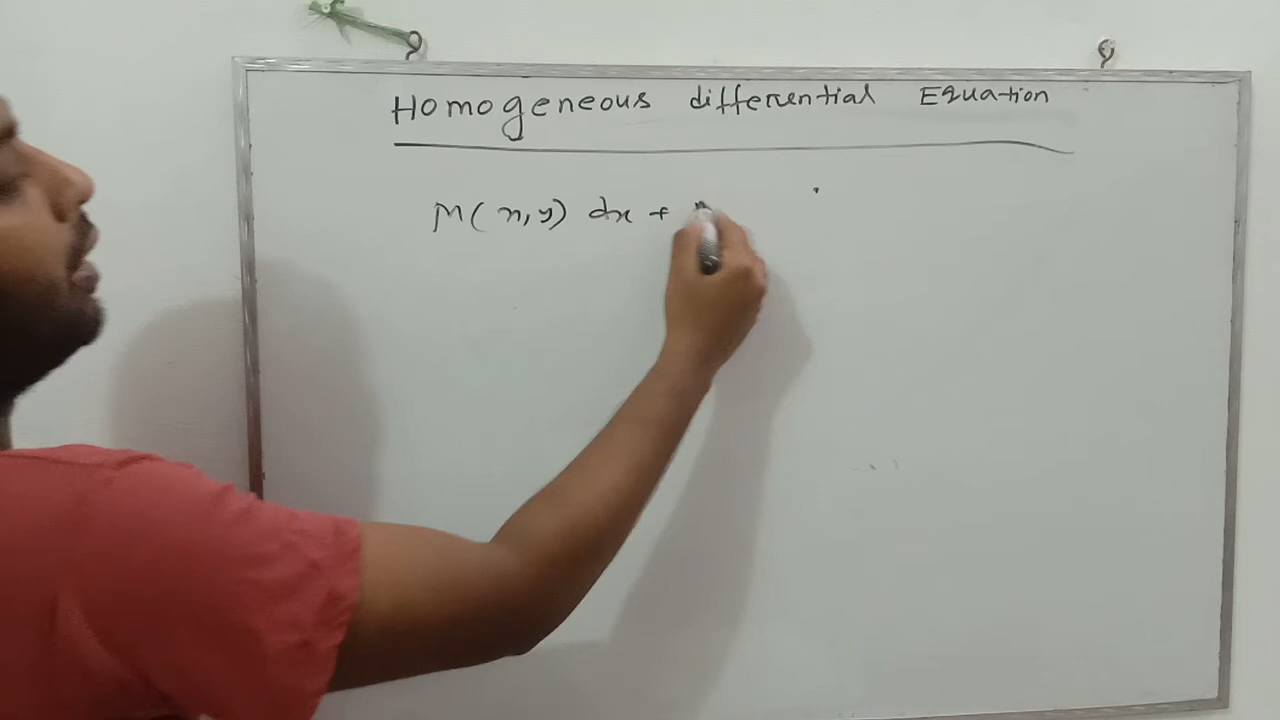 Homogeneous differential Equation
M(x,y) dx +